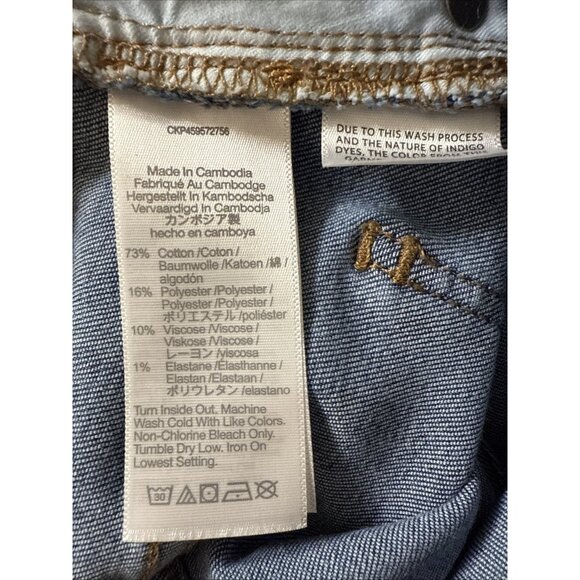 CKP459572756
Made In Cambodia
Fabriqué Au Cambodge
Hergestellt In Kambodscha
Vervaardigd In Cambodja
カンボジア製
hecho en camboya
73% Cotton /Coton /
Baumwolle /Katoen /綿 /
algodón
16% Polyester /Polyester /
Polyester /Polyester /
ポリエステル /poliéster
10% Viscose /Viscose /
Viskose /Viscose /
レーヨン /viscosa
1% Elastane /Élasthanne /
Elastan /Elastaan /
ポリウレタン /elastano
Turn Inside Out. Machine
Wash Cold With Like Colors.
Non-Chlorine Bleach Only.
Tumble Dry Low. Iron On
Lowest Setting.
30
DUE TO THIS WASH PROCESS
AND THE NATURE OF INDIGO
DYES, THE COLOR FROM THIS